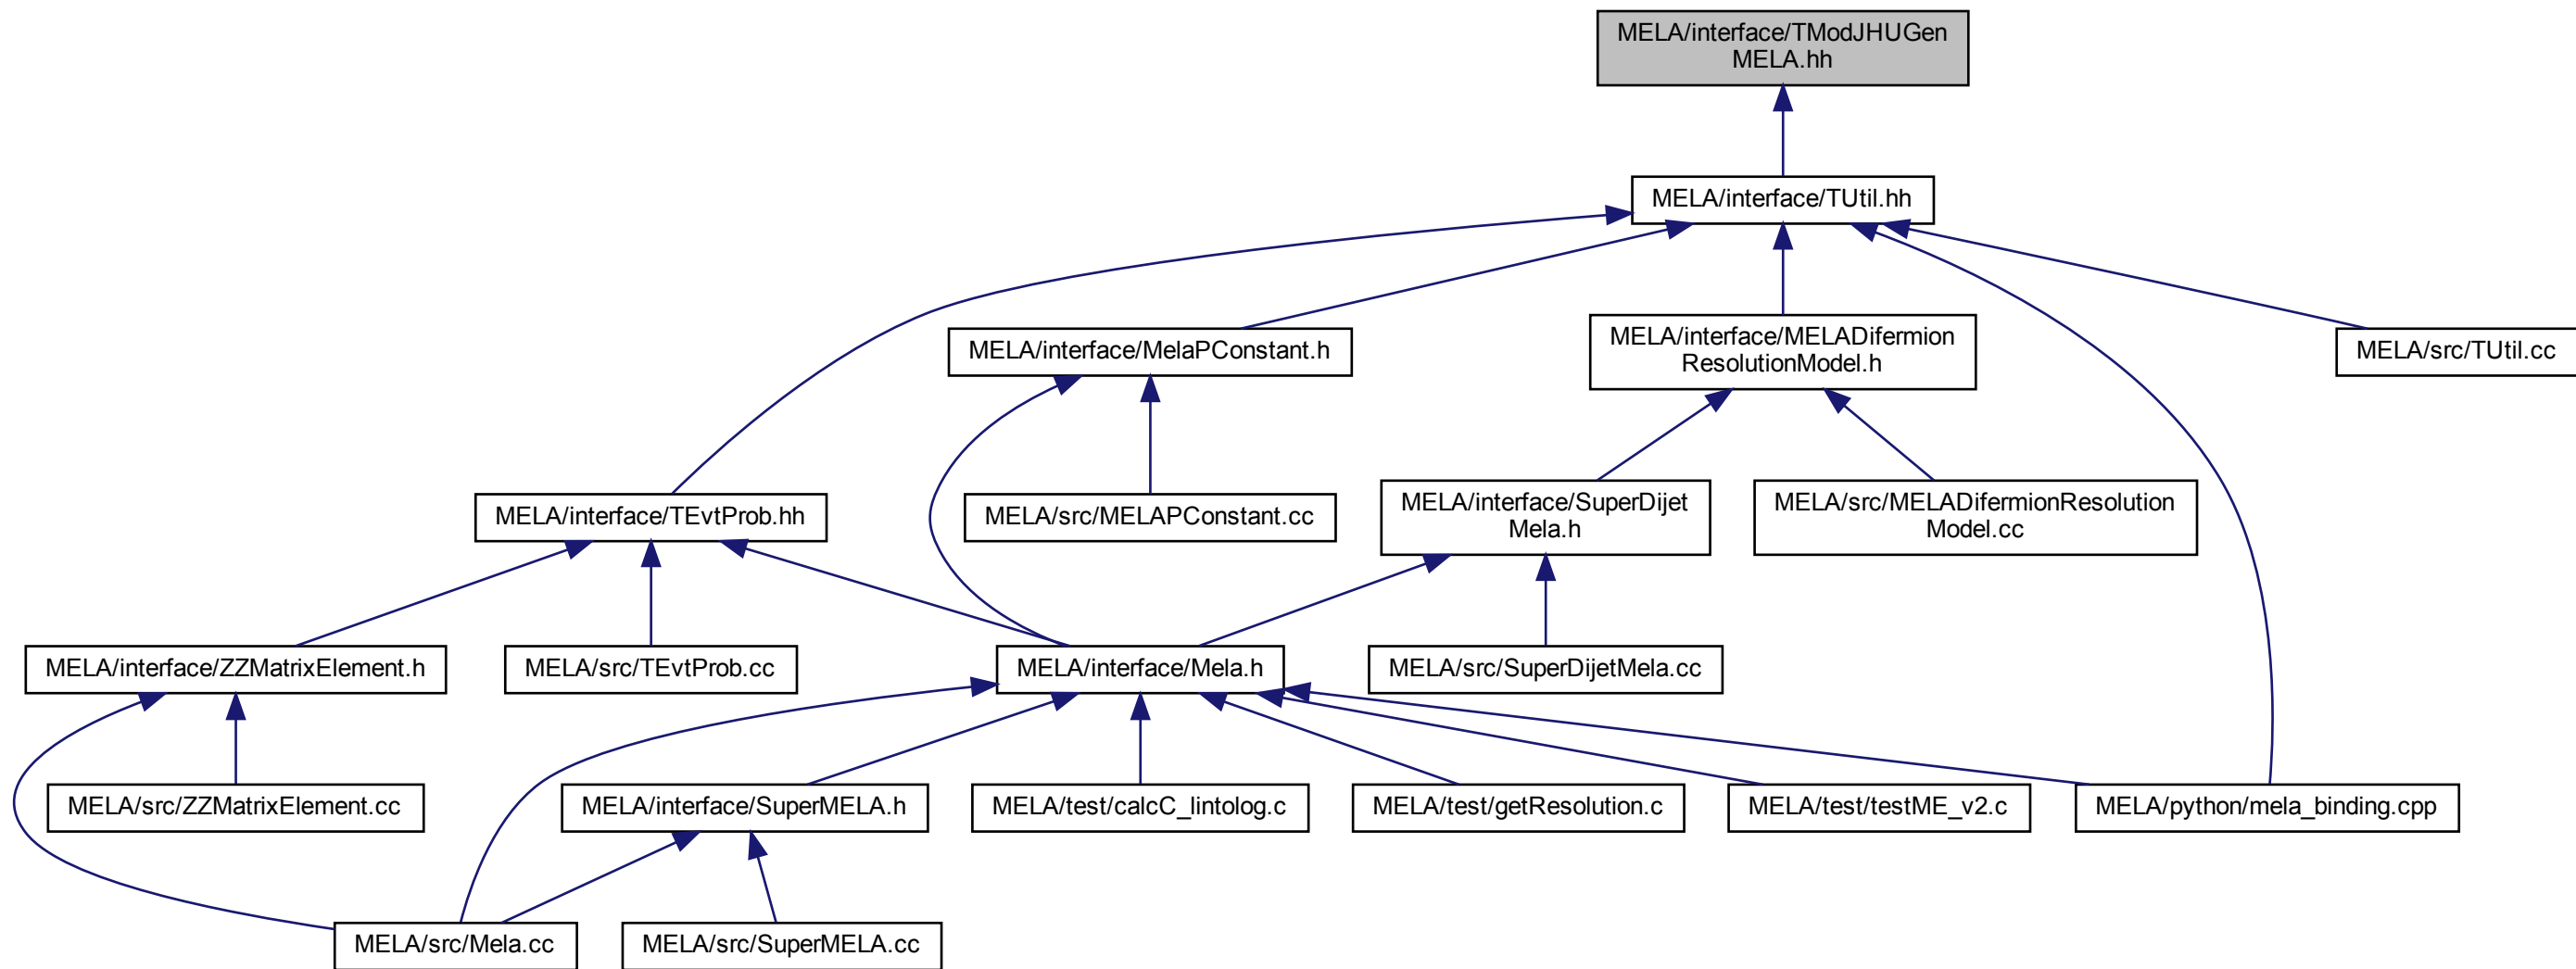 MELA/interface/TModJHUGen
MELA.hh
MELA/interface/TUtil.hh
MELA/interface/MelaPConstant.h
MELA/interface/MELADifermion
ResolutionModel.h
MELA/src/TUtil.cc
MELA/interface/TEvtProb.hh
MELA/src/MELAPConstant.cc
MELA/interface/SuperDijet
Mela.h
MELA/src/MELADifermionResolution
Model.cc
MELA/interface/ZZMatrixElement.h
MELA/src/TEvtProb.cc
MELA/interface/Mela.h
MELA/src/SuperDijetMela.cc
MELA/src/ZZMatrixElement.cc
MELA/interface/SuperMELA.h
MELA/test/calcC_lintolog.c
MELA/test/getResolution.c
MELA/test/testME_v2.c
MELA/python/mela_binding.cpp
MELA/src/Mela.cc
MELA/src/SuperMELA.cc